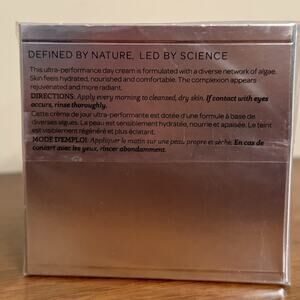 DEFINED BY NATURE, LED BY SCIENCE
This ultra-performance day cream is formulated with a diverse network of algae.
Skin feels hydrated, nourished and comfortable. The complexion appears
rejuvenated and more radiant.
DIRECTIONS: Apply every morning to cleansed, dry skin. If contact with eyes
occurs, rinse thoroughly.
Cette crème de jour ultra-performante est dotée d'une formule à base de
diverses algues. La peau est sensiblement hydratée, nourrie et apaisée. Le teint
est visiblement régénéré et plus éclatant.
MODE D'EMPLOI: Appliquer le matin sur une peau propre et sèche. En cas de
contact avec les yeux, rincer abondamment.